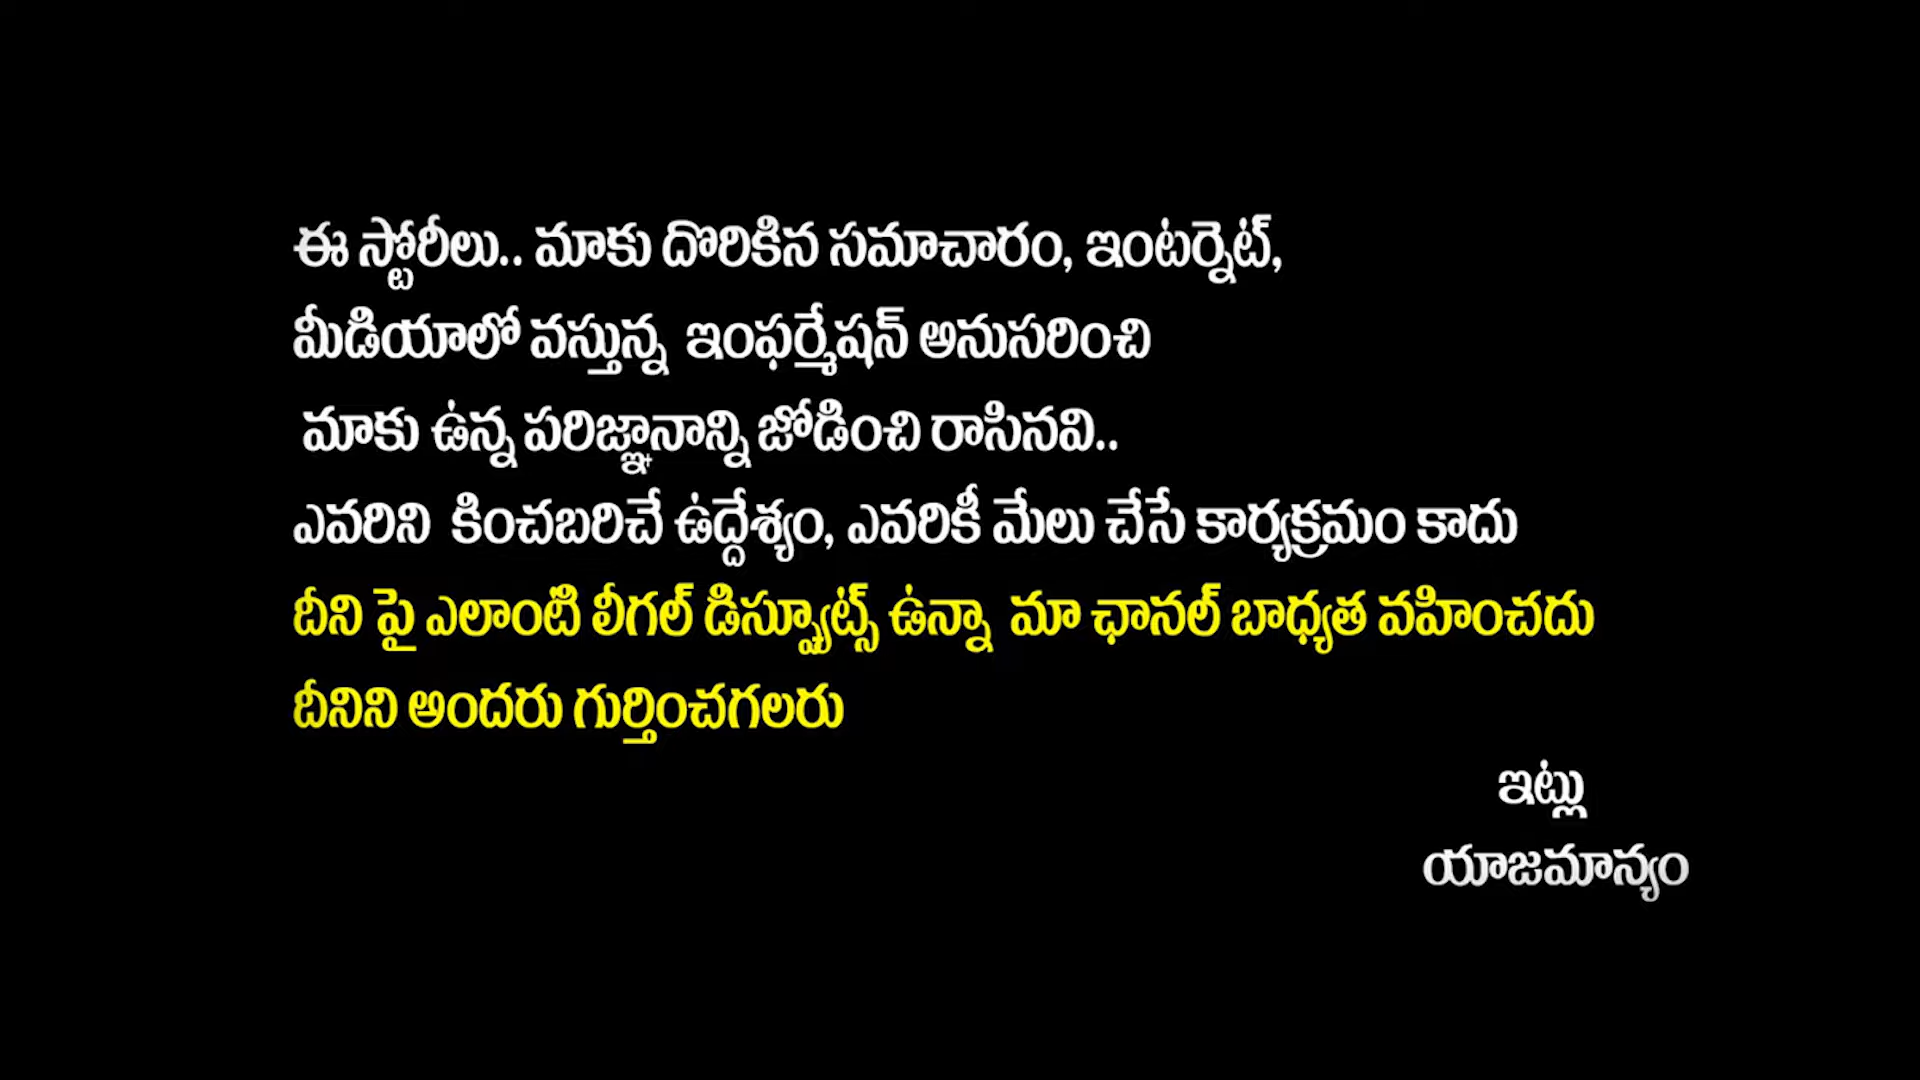 ఈ స్టోరీలు.. మాకు దొరికిన సమాచారం, ఇంటర్నెట్,
మీడియాలో వస్తున్న ఇంఫర్మేషన్ అనుసరించి
మాకు ఉన్న పరిజ్ఞానాన్ని జోడించి రాసినవి..
ఎవరిని కించబరిచే ఉద్దేశ్యం, ఎవరికీ మేలు చేసే కార్యక్రమం కాదు
దీని పై ఎలాంటి లీగల్ డిస్ప్యూట్స్ ఉన్నా మా ఛానల్ బాధ్యత వహించదు
దీనిని అందరు గుర్తించగలరు
ఇట్లు
యాజమాన్యం